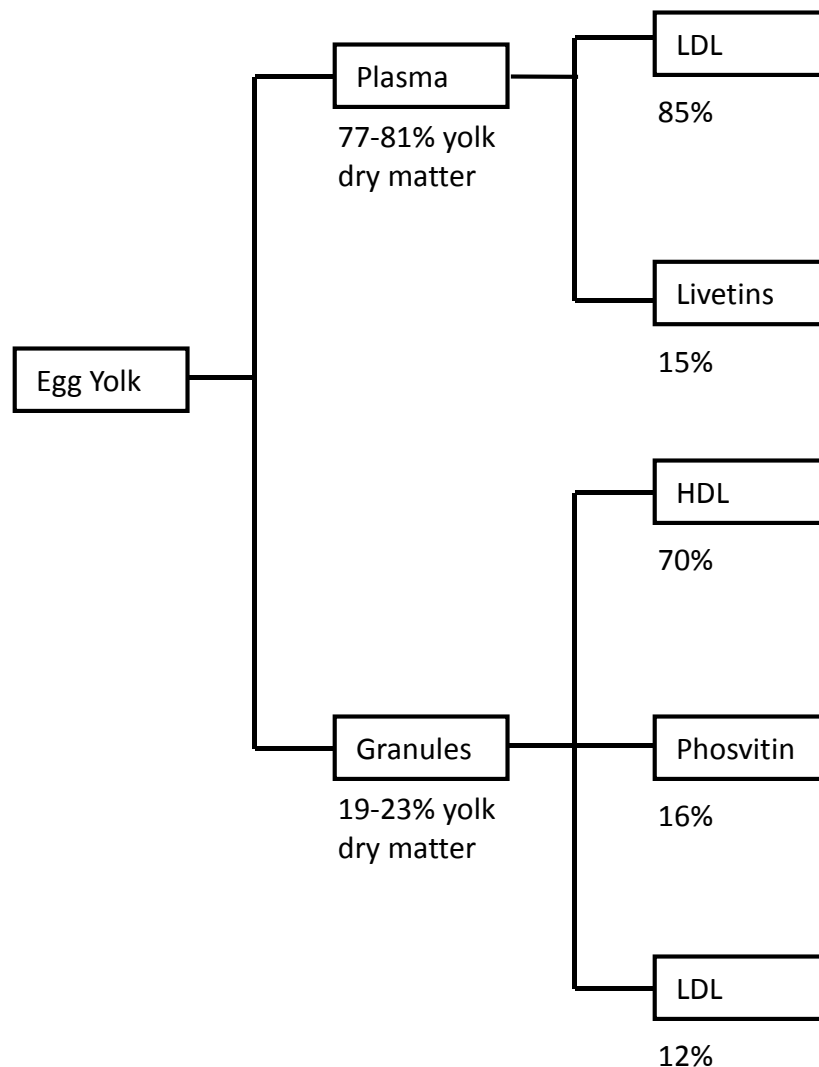 Egg Yolk
Plasma
77-81% yolk
dry matter
LDL
85%
Livetins
15%
Granules
19-23% yolk
dry matter
HDL
70%
Phosvitin
16%
LDL
12%